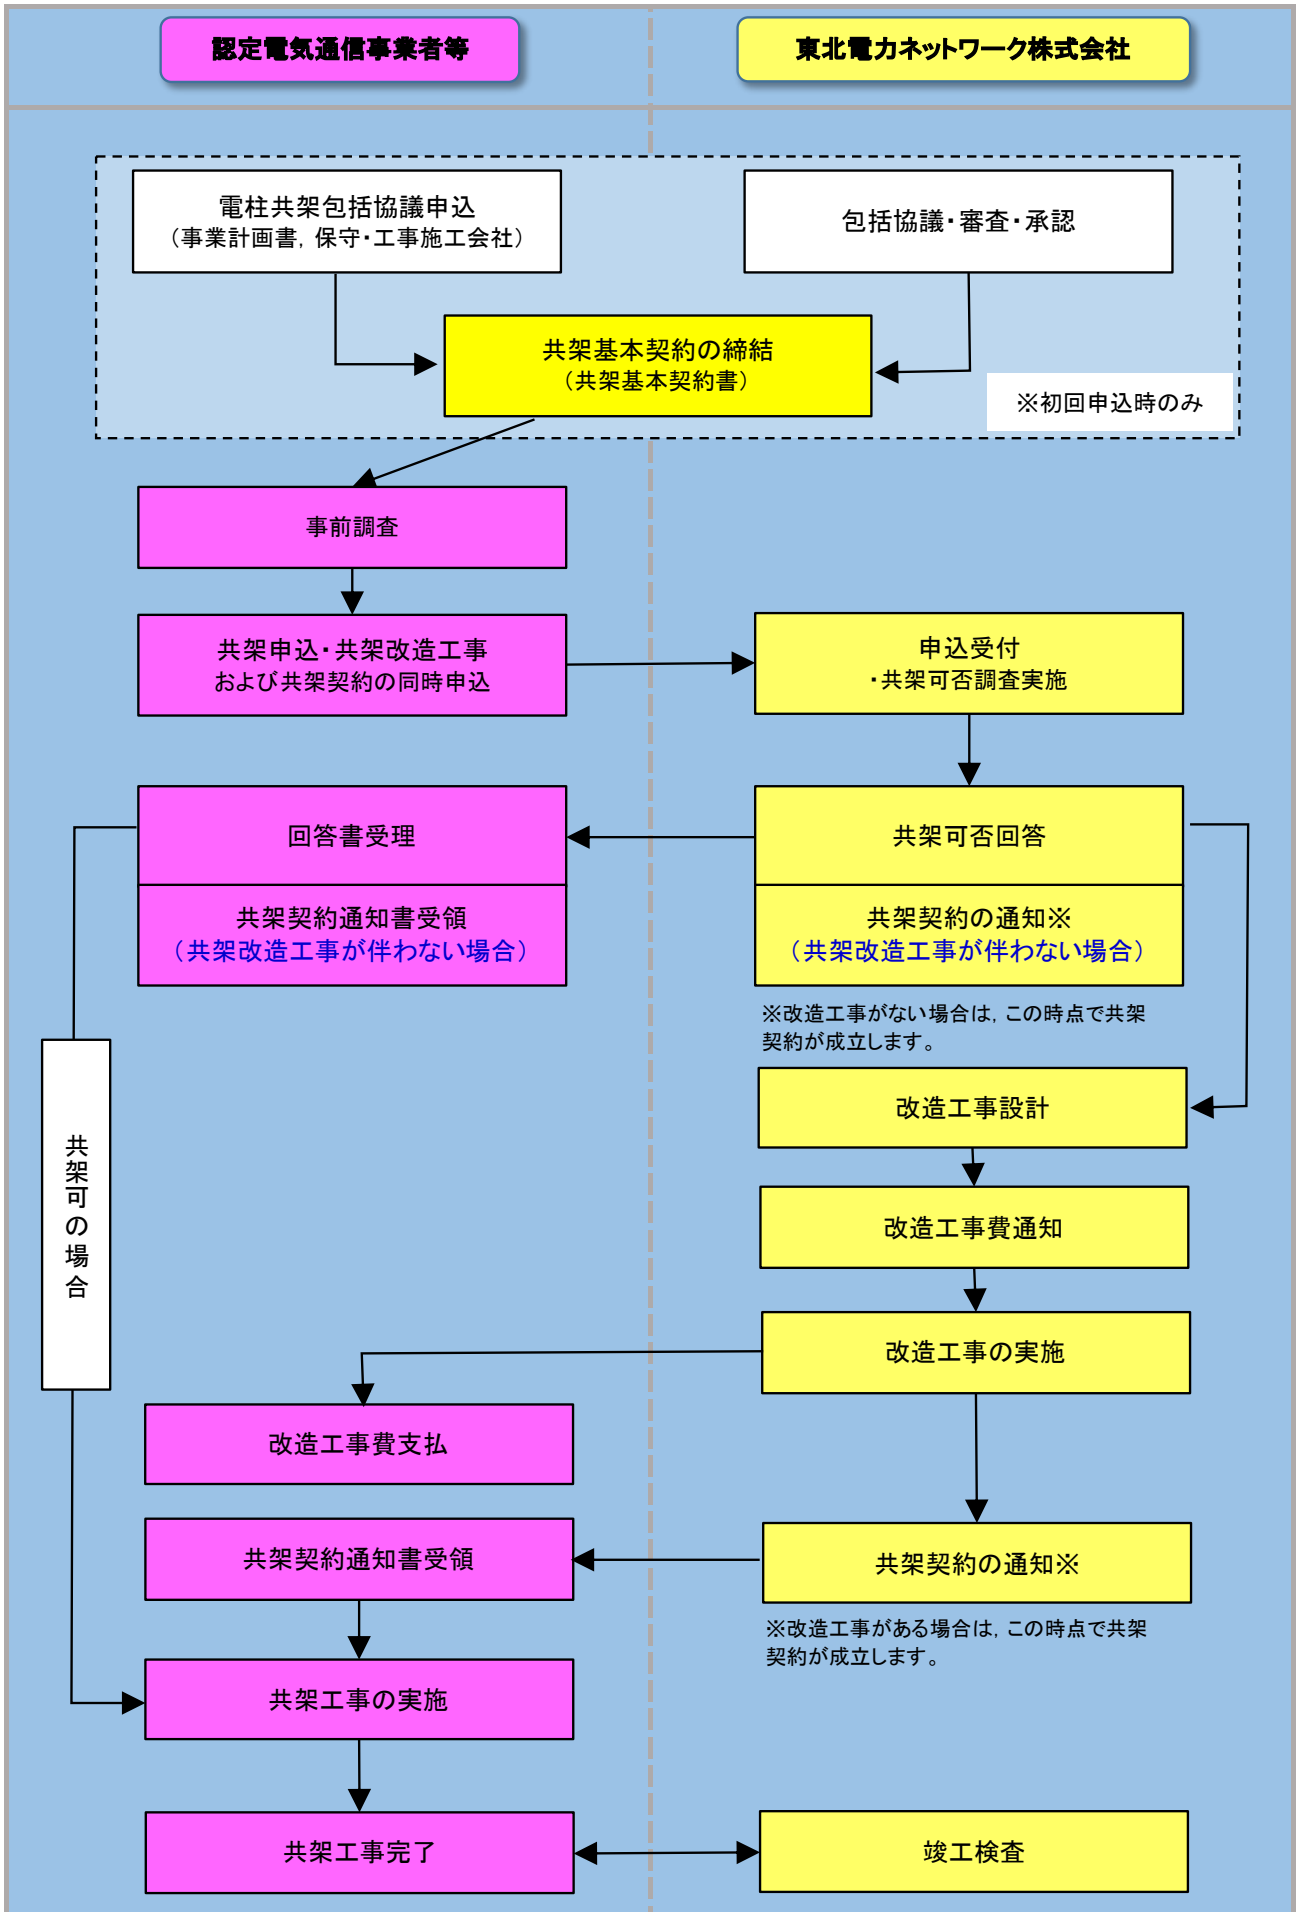 認定電気通信事業者等
東北電力ネットワーク株式会社
電柱共架包括協議申込
（事業計画書，保守・工事施工会社）
包括協議・審査・承認
共架基本契約の締結
（共架基本契約書）
※初回申込時のみ
事前調査
共架申込・共架改造工事
および共架契約の同時申込
申込受付
・共架可否調査実施
回答書受理
共架可否回答
共架契約通知書受領
（共架改造工事が伴わない場合）
共架契約の通知※
（共架改造工事が伴わない場合）
※改造工事がない場合は，この時点で共架
契約が成立します。
共架可の場合
改造工事設計
改造工事費通知
改造工事の実施
改造工事費支払
共架契約通知書受領
共架契約の通知※
※改造工事がある場合は，この時点で共架
契約が成立します。
共架工事の実施
共架工事完了
竣工検査